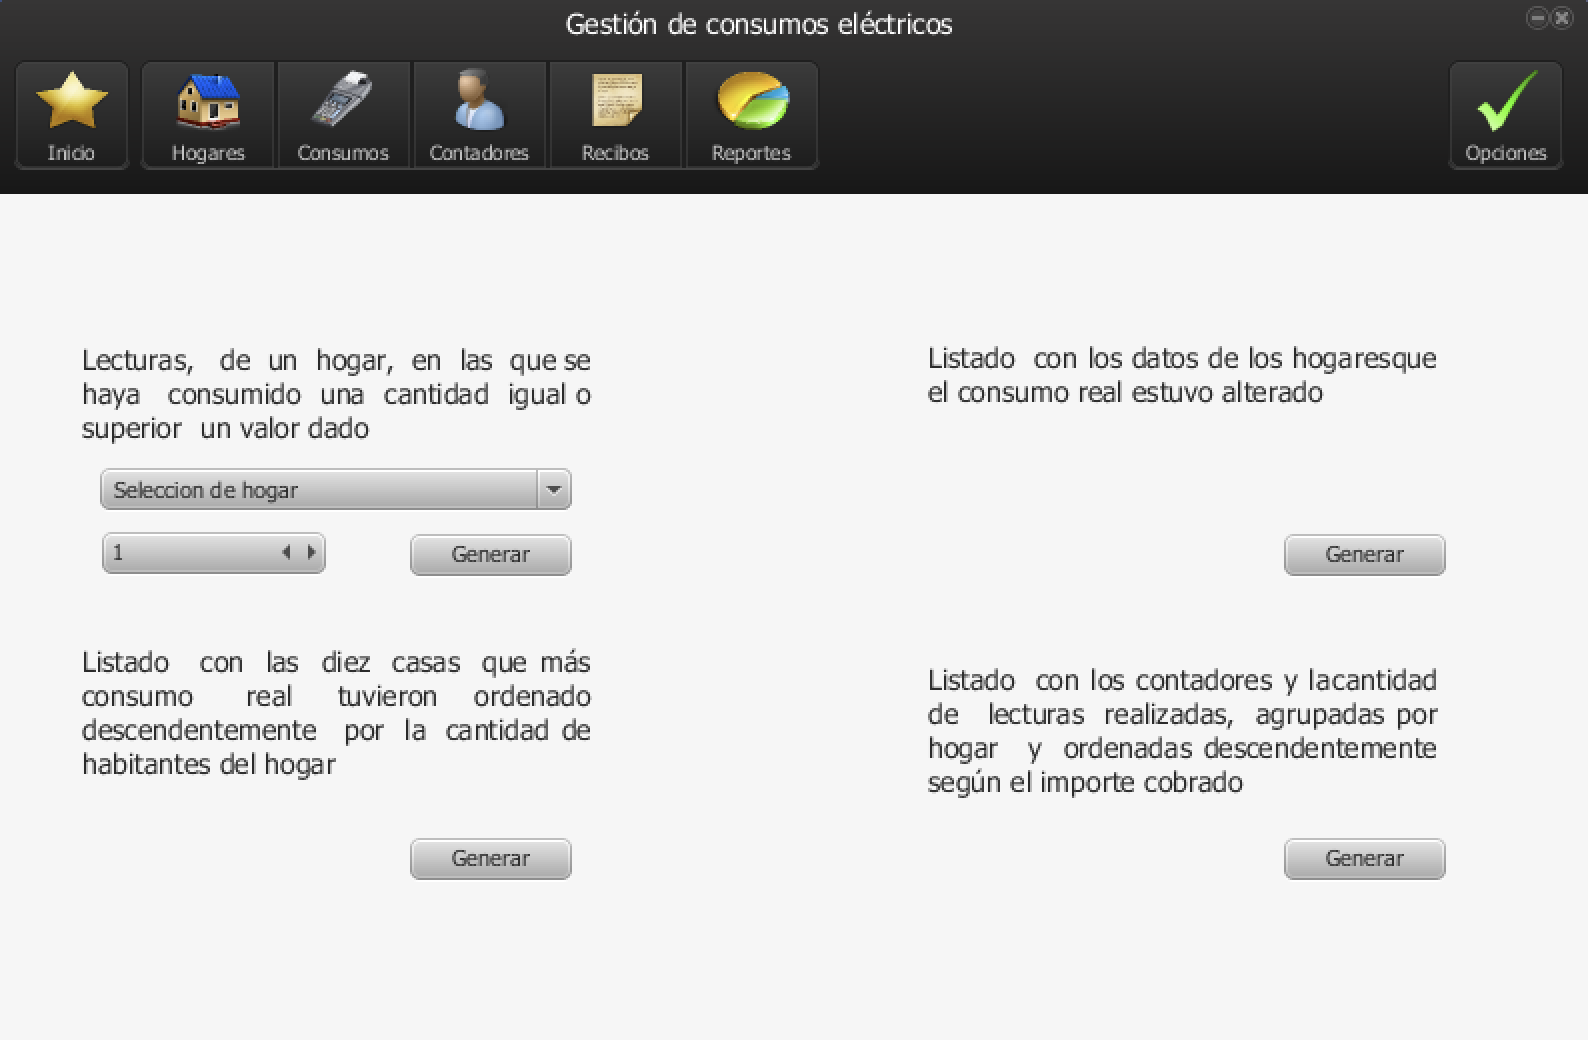 Gestión de consumos eléctricos
Inicio
Hogares
Consumos
Contadores
Recibos
Reportes
Opciones
Lecturas, de un hogar, en las que se
haya consumido una cantidad igual o
superior un valor dado
Seleccion de hogar
1
Generar
Listado con los datos de los hogaresque
el consumo real estuvo alterado
Generar
Listado con las diez casas que más
consumo real tuvieron ordenado
descendentemente por la cantidad de
habitantes del hogar
Generar
Listado con los contadores y lacantidad
de lecturas realizadas, agrupadas por
hogar y ordenadas descendentemente
según el importe cobrado
Generar